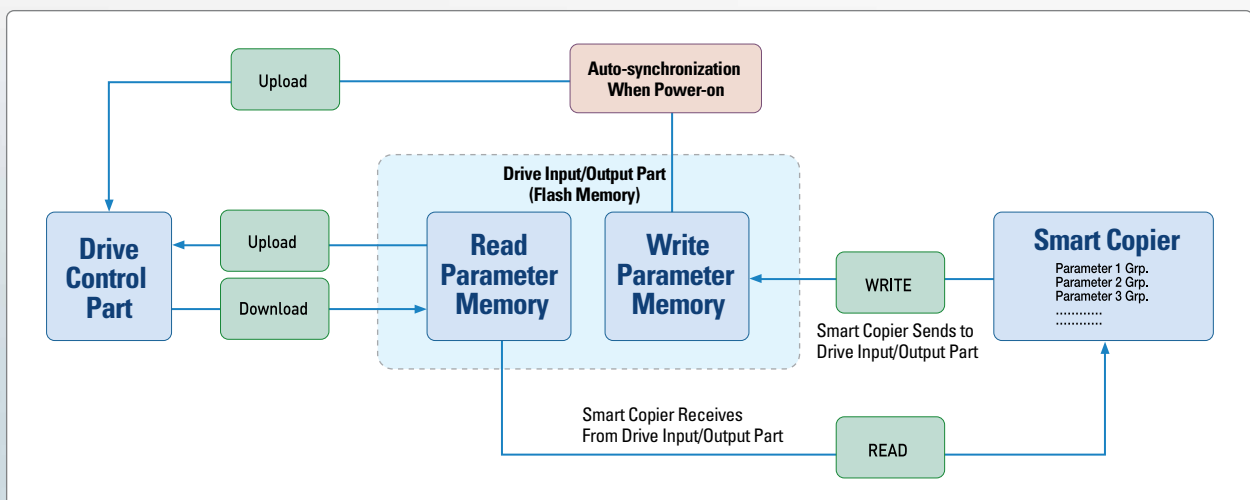 Upload
Auto-synchronization
When Power-on
Drive Input/Output Part
(Flash Memory)
Drive
Control
Part
Upload
Download
Read
Parameter
Memory
Write
Parameter
Memory
WRITE
Smart Copier Sends to
Drive Input/Output Part
Smart Copier
Parameter 1 Grp.
Parameter 2 Grp.
Parameter 3 Grp.
............
............
Smart Copier Receives
From Drive Input/Output Part
READ